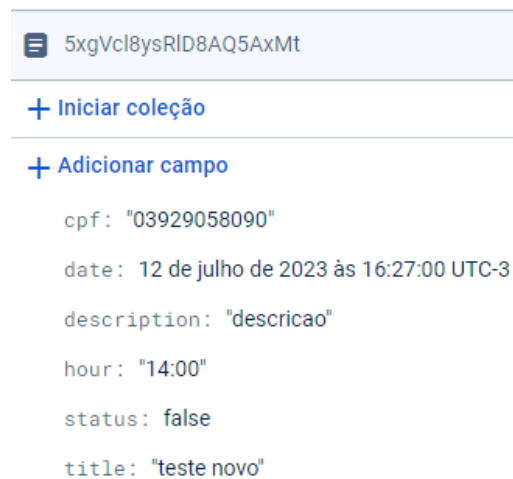 5xgVcl8ysRlD8AQ5AxMt
+ Iniciar coleção
+ Adicionar campo
cpf: "03929058090"
date: 12 de julho de 2023 às 16:27:00 UTC-3
description: "descricao"
hour: "14:00"
status: false
title: "teste novo"